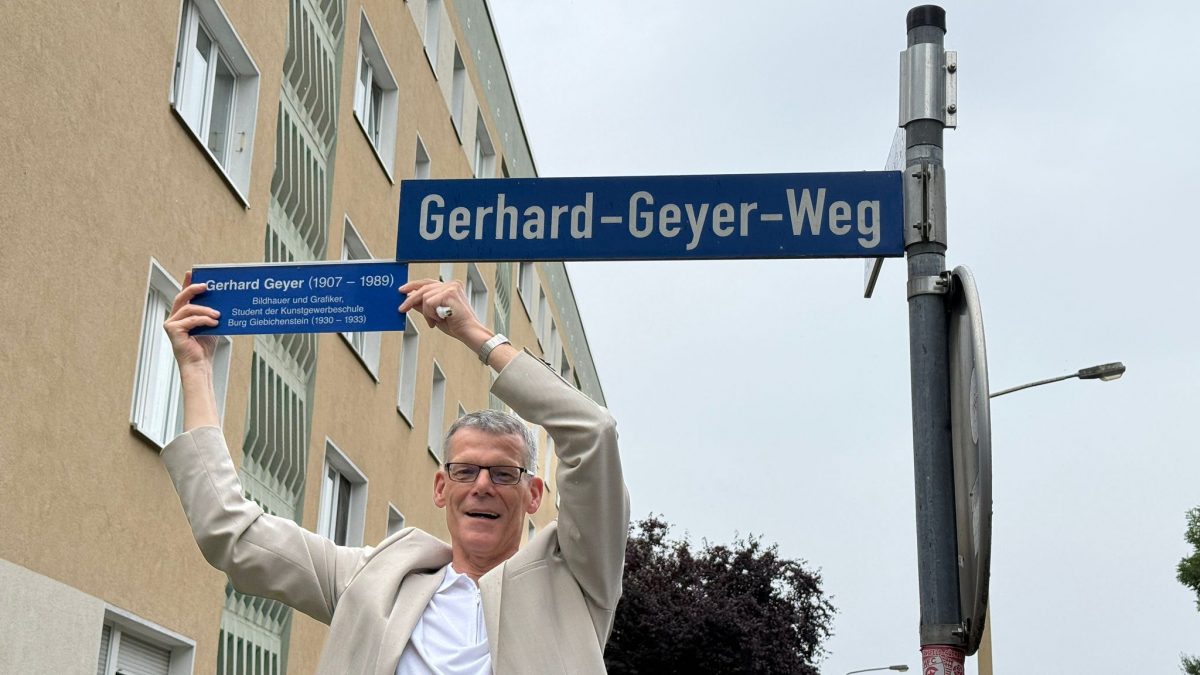 Gerhard-Geyer-Weg
Gerhard Geyer (1907 – 1989)
Bildhauer und Grafiker,
Student der Kunstgewerbeschule
Burg Giebichenstein (1930 – 1933)